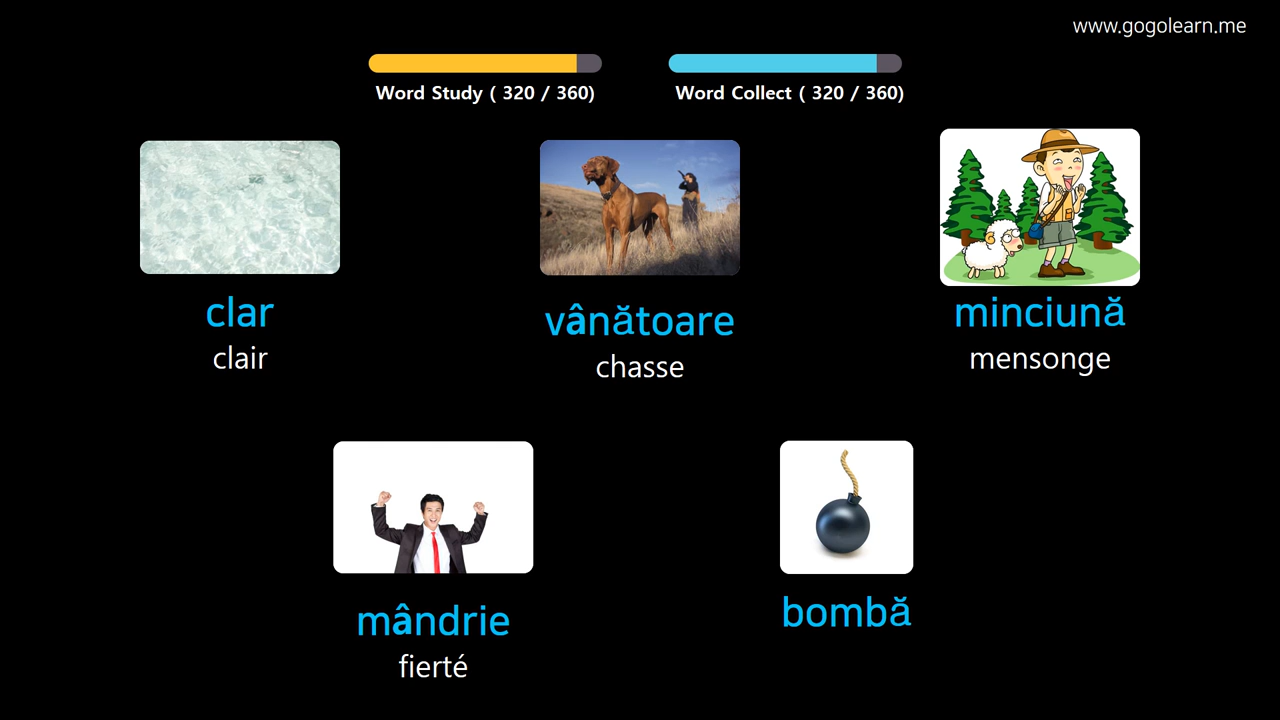 www.gogolearn.me
Word Study ( 320 / 360)
Word Collect ( 320 / 360)
clar
clair
vânătoare
chasse
minciună
mensonge
mândrie
fierté
bombă